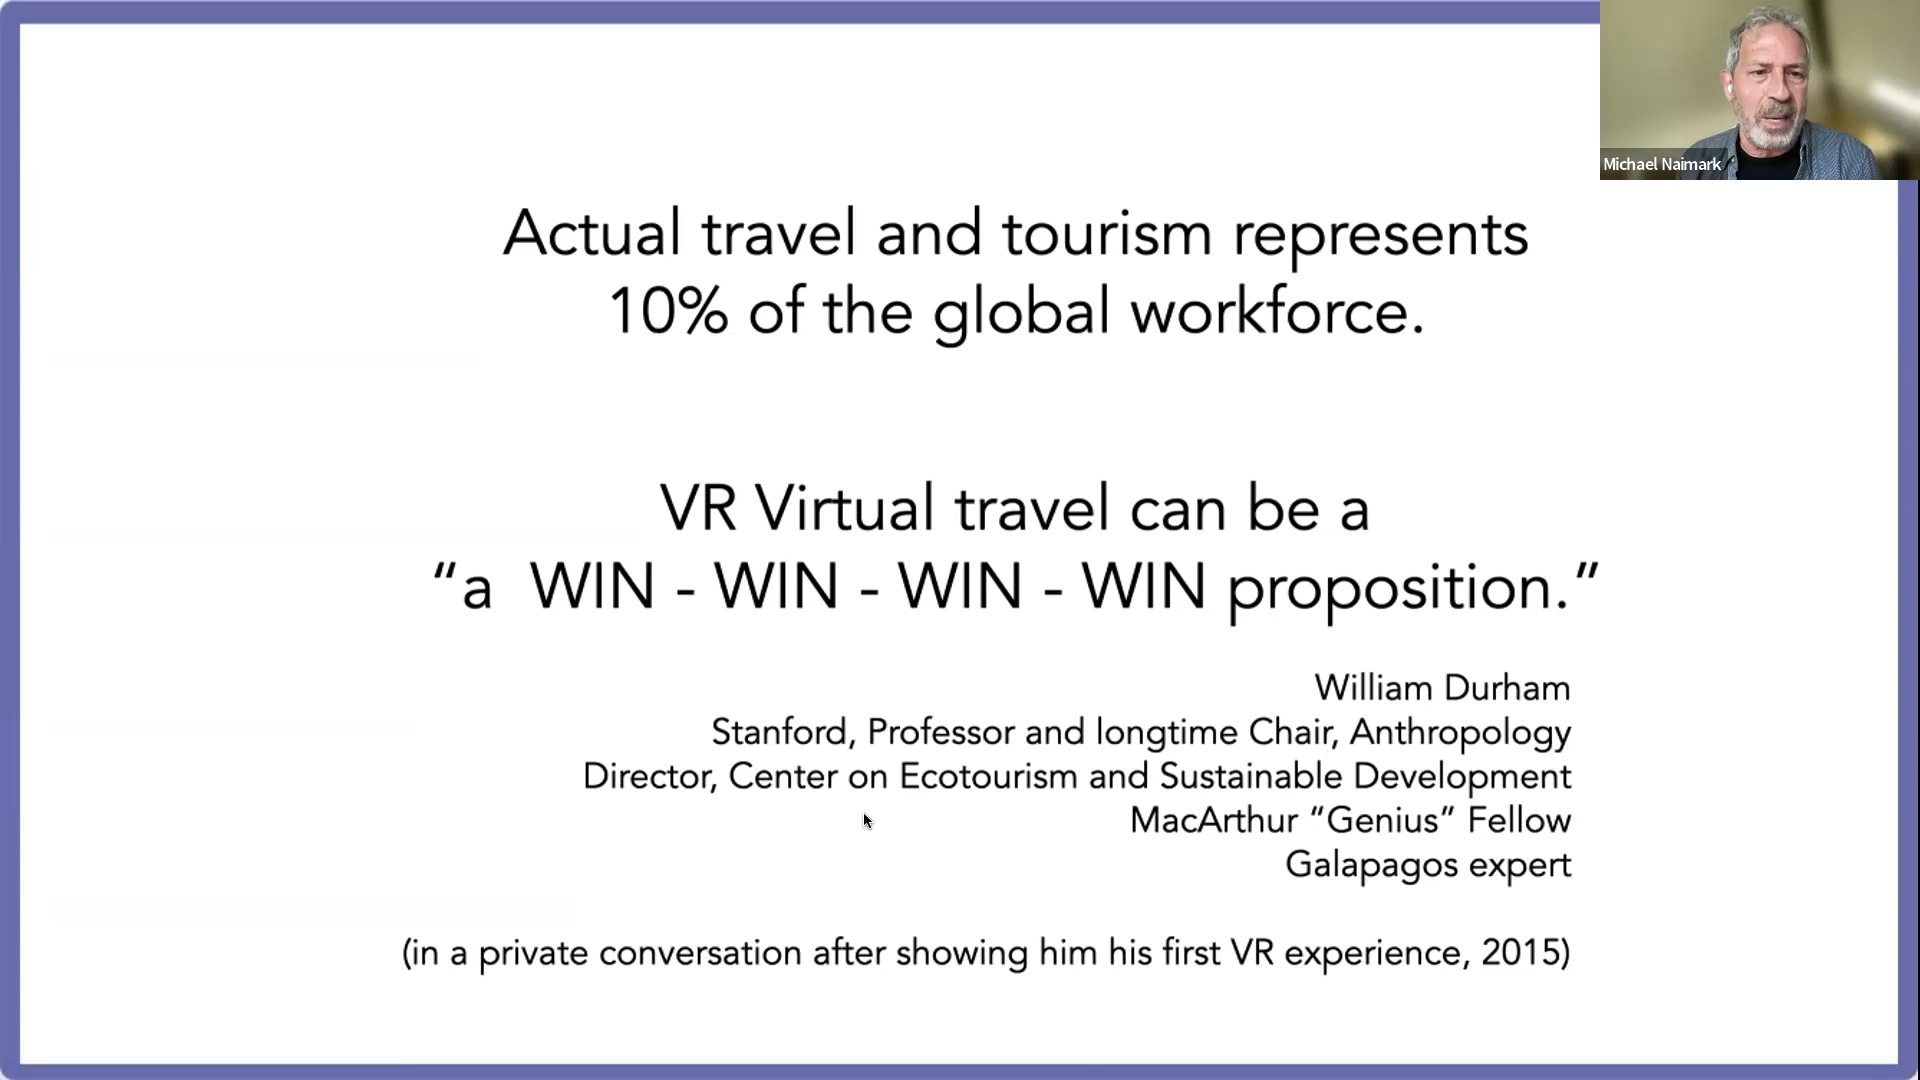 Michael Naimark
Actual travel and tourism represents
10% of the global workforce.
VR Virtual travel can be a
“a WIN - WIN - WIN - WIN proposition.”
William Durham
Stanford, Professor and longtime Chair, Anthropology
Director, Center on Ecotourism and Sustainable Development
MacArthur “Genius” Fellow
Galapagos expert
(in a private conversation after showing him his first VR experience, 2015)